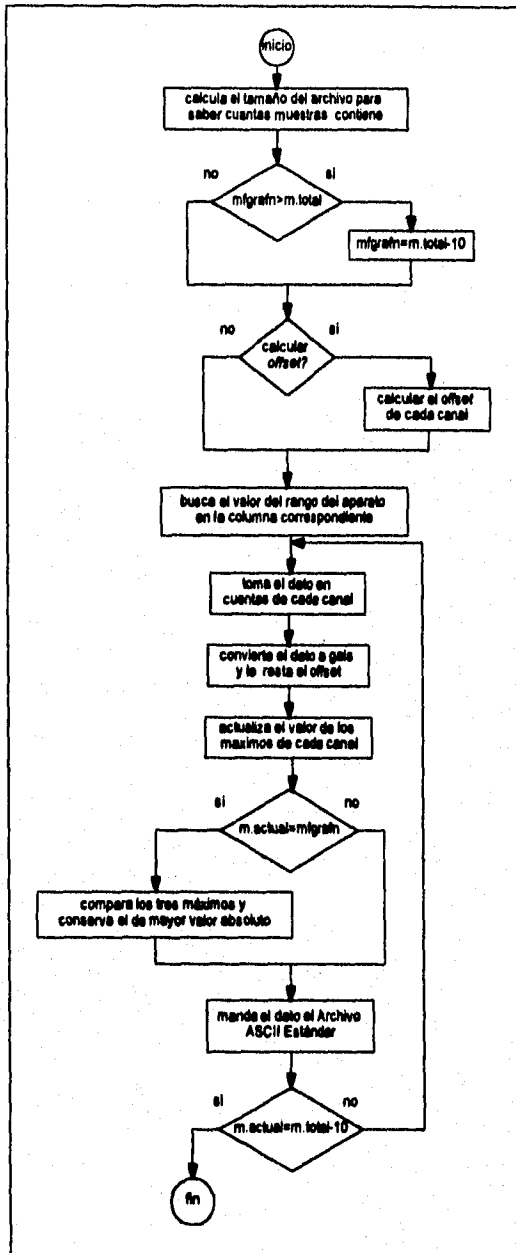 inicio
calcula el tamaño del archivo para
saber cuantas muestras contiene
no
si
mfgrafn>m.total
mfgrafn=m.total-10
no
si
calcular
offset?
calcular el offset
de cada canal
busca el valor del rango del aparato
en la columna correspondiente
toma el dato en
cuentas de cada canal
convierte el dato a gals
y le resta el offset
actualiza el valor de los
maximos de cada canal
si
no
m.actual=mfgrafn
compara los tres máximos y
conserva el de mayor valor absoluto
manda el dato al Archivo
ASCII Estándar
si
no
m.actual=m.total-10
fin